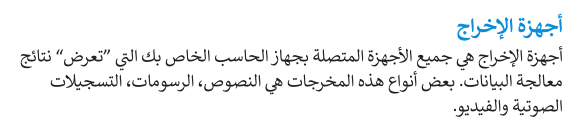 أجهزة الإخراج
أجهزة الإخراج هي جميع الأجهزة المتصلة بجهاز الحاسب الخاص بك التي ”تعرض“ نتائج
معالجة البيانات. بعض أنواع هذه المخرجات هي النصوص، الرسومات، التسجيلات
الصوتية والفيديو.